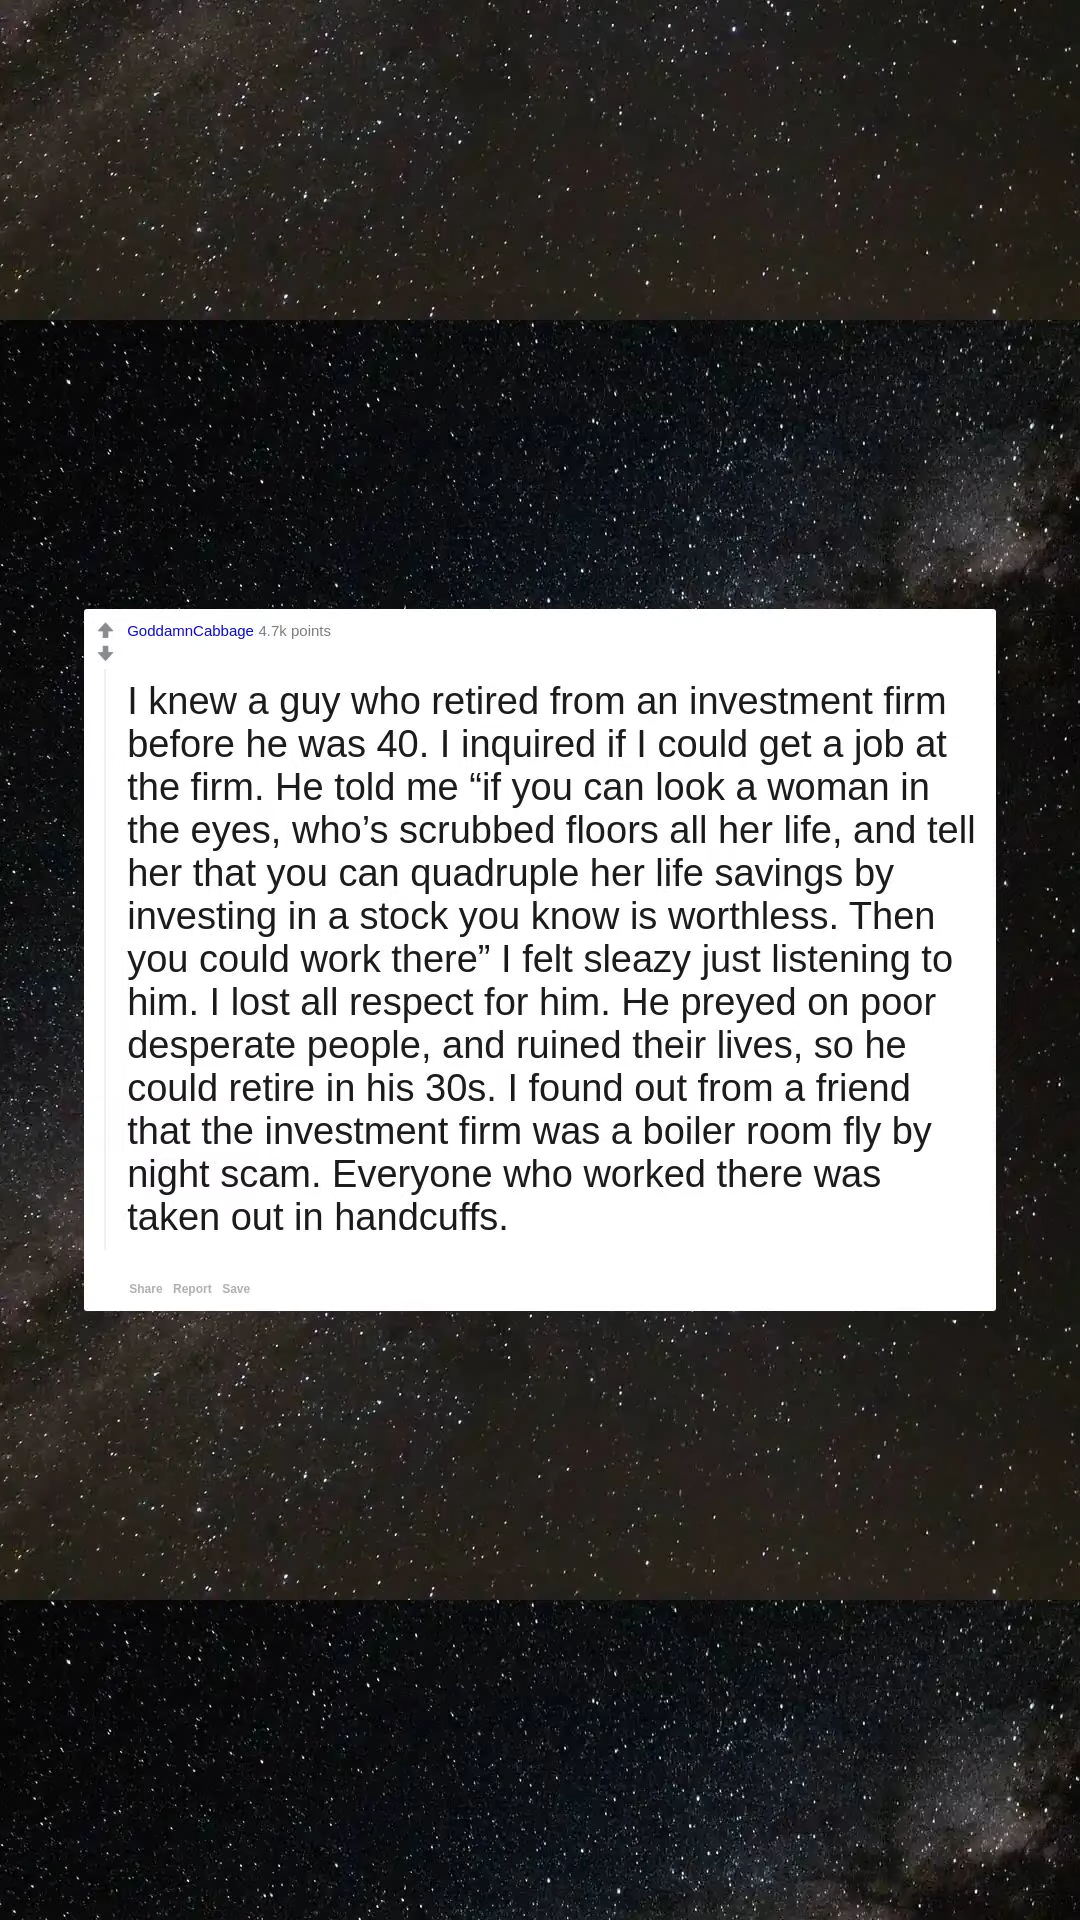 GoddamnCabbage 4.7k points
I knew a guy who retired from an investment firm
before he was 40. I inquired if I could get a job at
the firm. He told me “if you can look a woman in
the eyes, who’s scrubbed floors all her life, and tell
her that you can quadruple her life savings by
investing in a stock you know is worthless. Then
you could work there” I felt sleazy just listening to
him. I lost all respect for him. He preyed on poor
desperate people, and ruined their lives, so he
could retire in his 30s. I found out from a friend
that the investment firm was a boiler room fly by
night scam. Everyone who worked there was
taken out in handcuffs.
Share Report Save